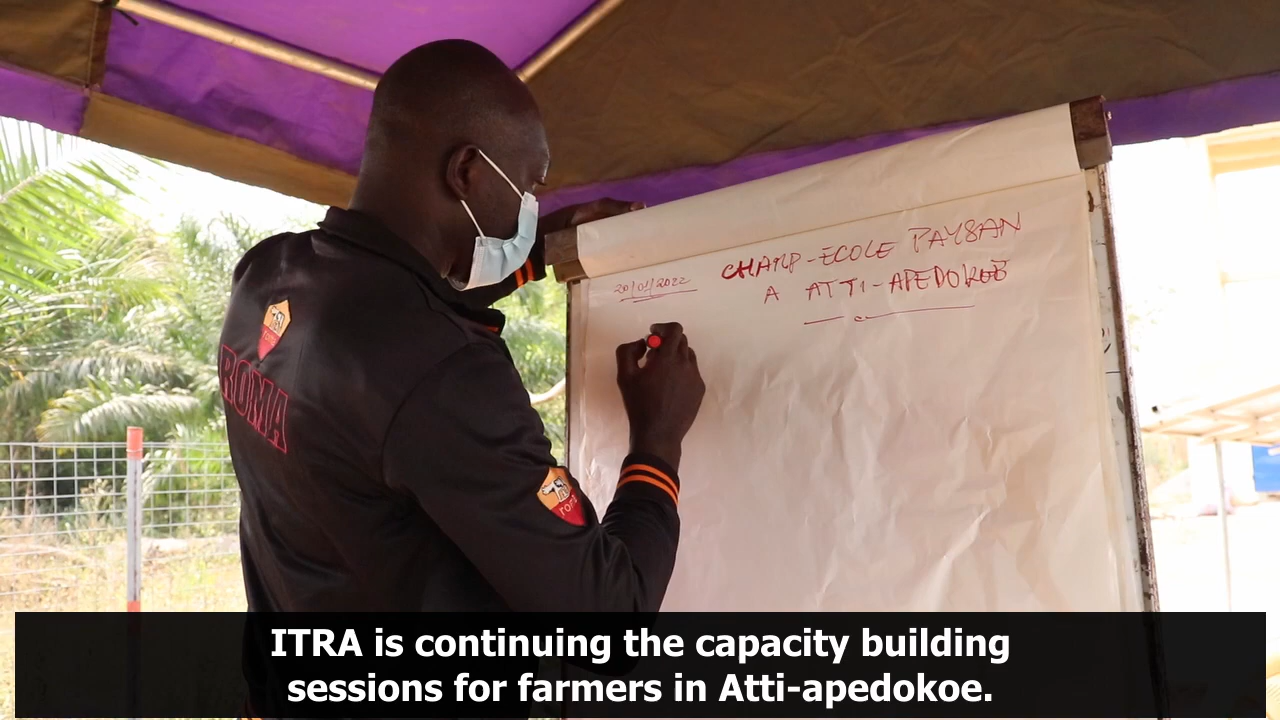 CHAMP-ECOLE PAYSAN
20/01/2022
A ATTI-APEDOKOE
ROMA
ITRA is continuing the capacity building
sessions for farmers in Atti-apedokoe.